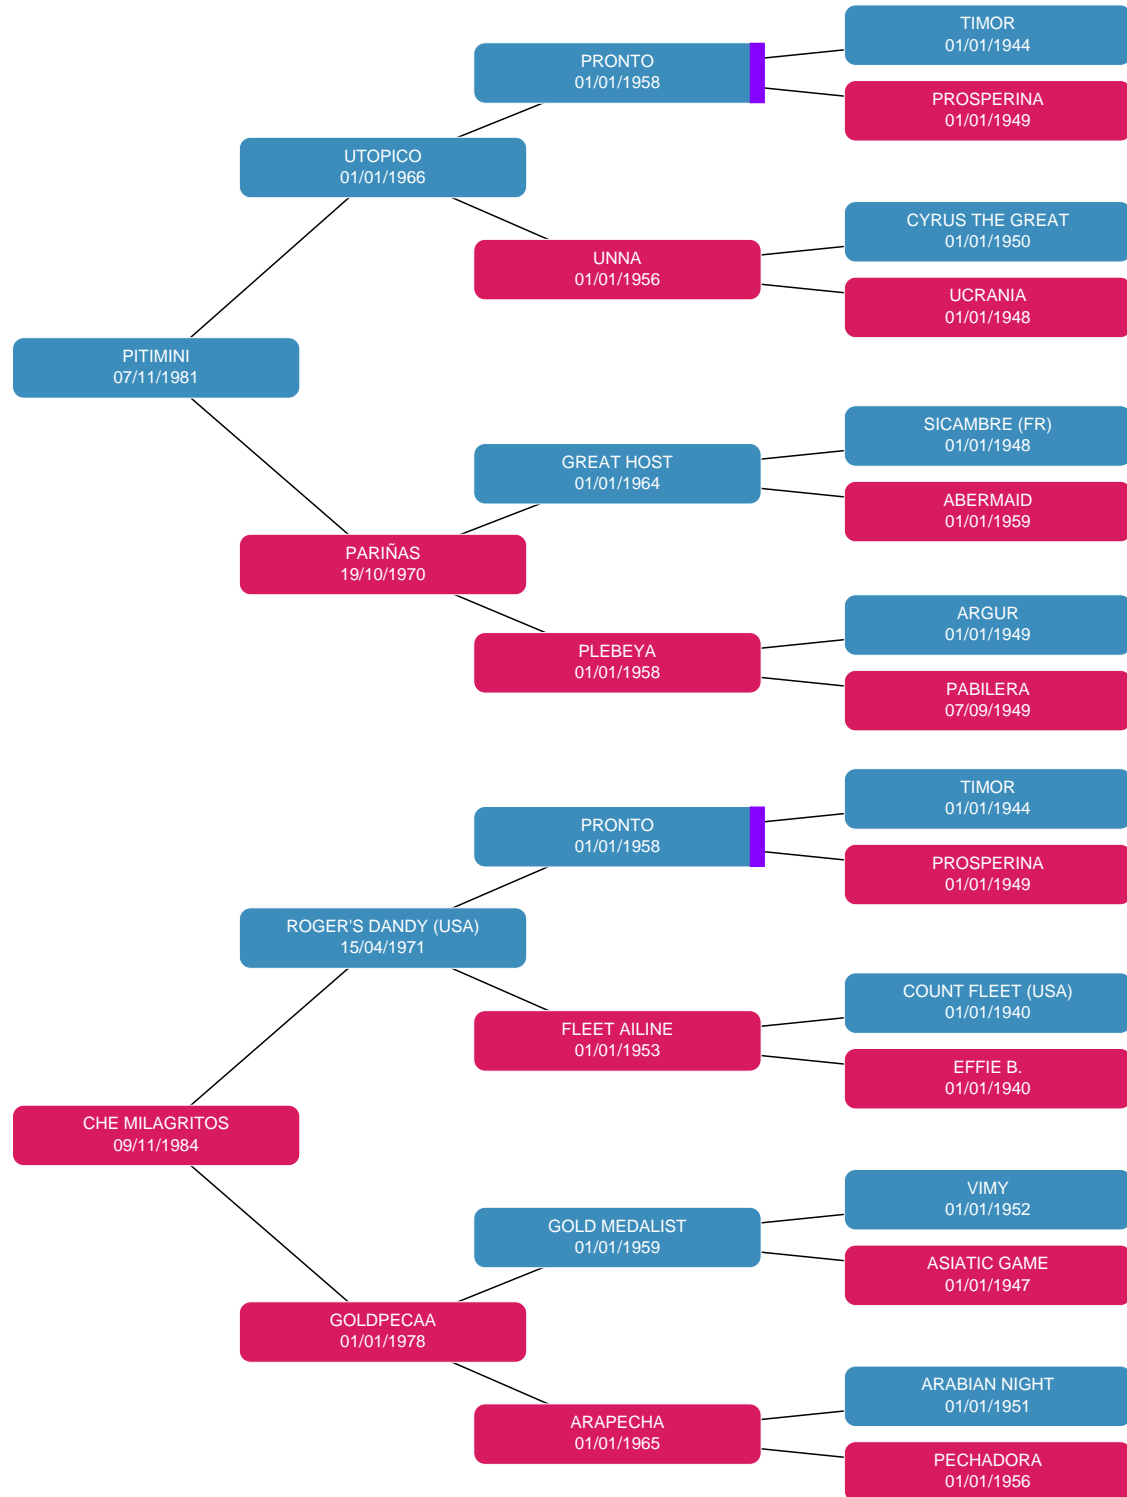 TIMOR
01/01/1944
PRONTO
01/01/1958
PROSPERINA
01/01/1949
UTOPICO
01/01/1966
CYRUS THE GREAT
01/01/1950
UNNA
01/01/1956
UCRANIA
01/01/1948
PITIMINI
07/11/1981
SICAMBRE (FR)
01/01/1948
GREAT HOST
01/01/1964
ABERMAID
01/01/1959
PARIÑAS
19/10/1970
ARGUR
01/01/1949
PLEBEYA
01/01/1958
PABILERA
07/09/1949
TIMOR
01/01/1944
PRONTO
01/01/1958
PROSPERINA
01/01/1949
ROGER'S DANDY (USA)
15/04/1971
COUNT FLEET (USA)
01/01/1940
FLEET AILINE
01/01/1953
EFFIE B.
01/01/1940
CHE MILAGRITOS
09/11/1984
VIMY
01/01/1952
GOLD MEDALIST
01/01/1959
ASIATIC GAME
01/01/1947
GOLDPECAA
01/01/1978
ARABIAN NIGHT
01/01/1951
ARAPECHA
01/01/1965
PECHADORA
01/01/1956